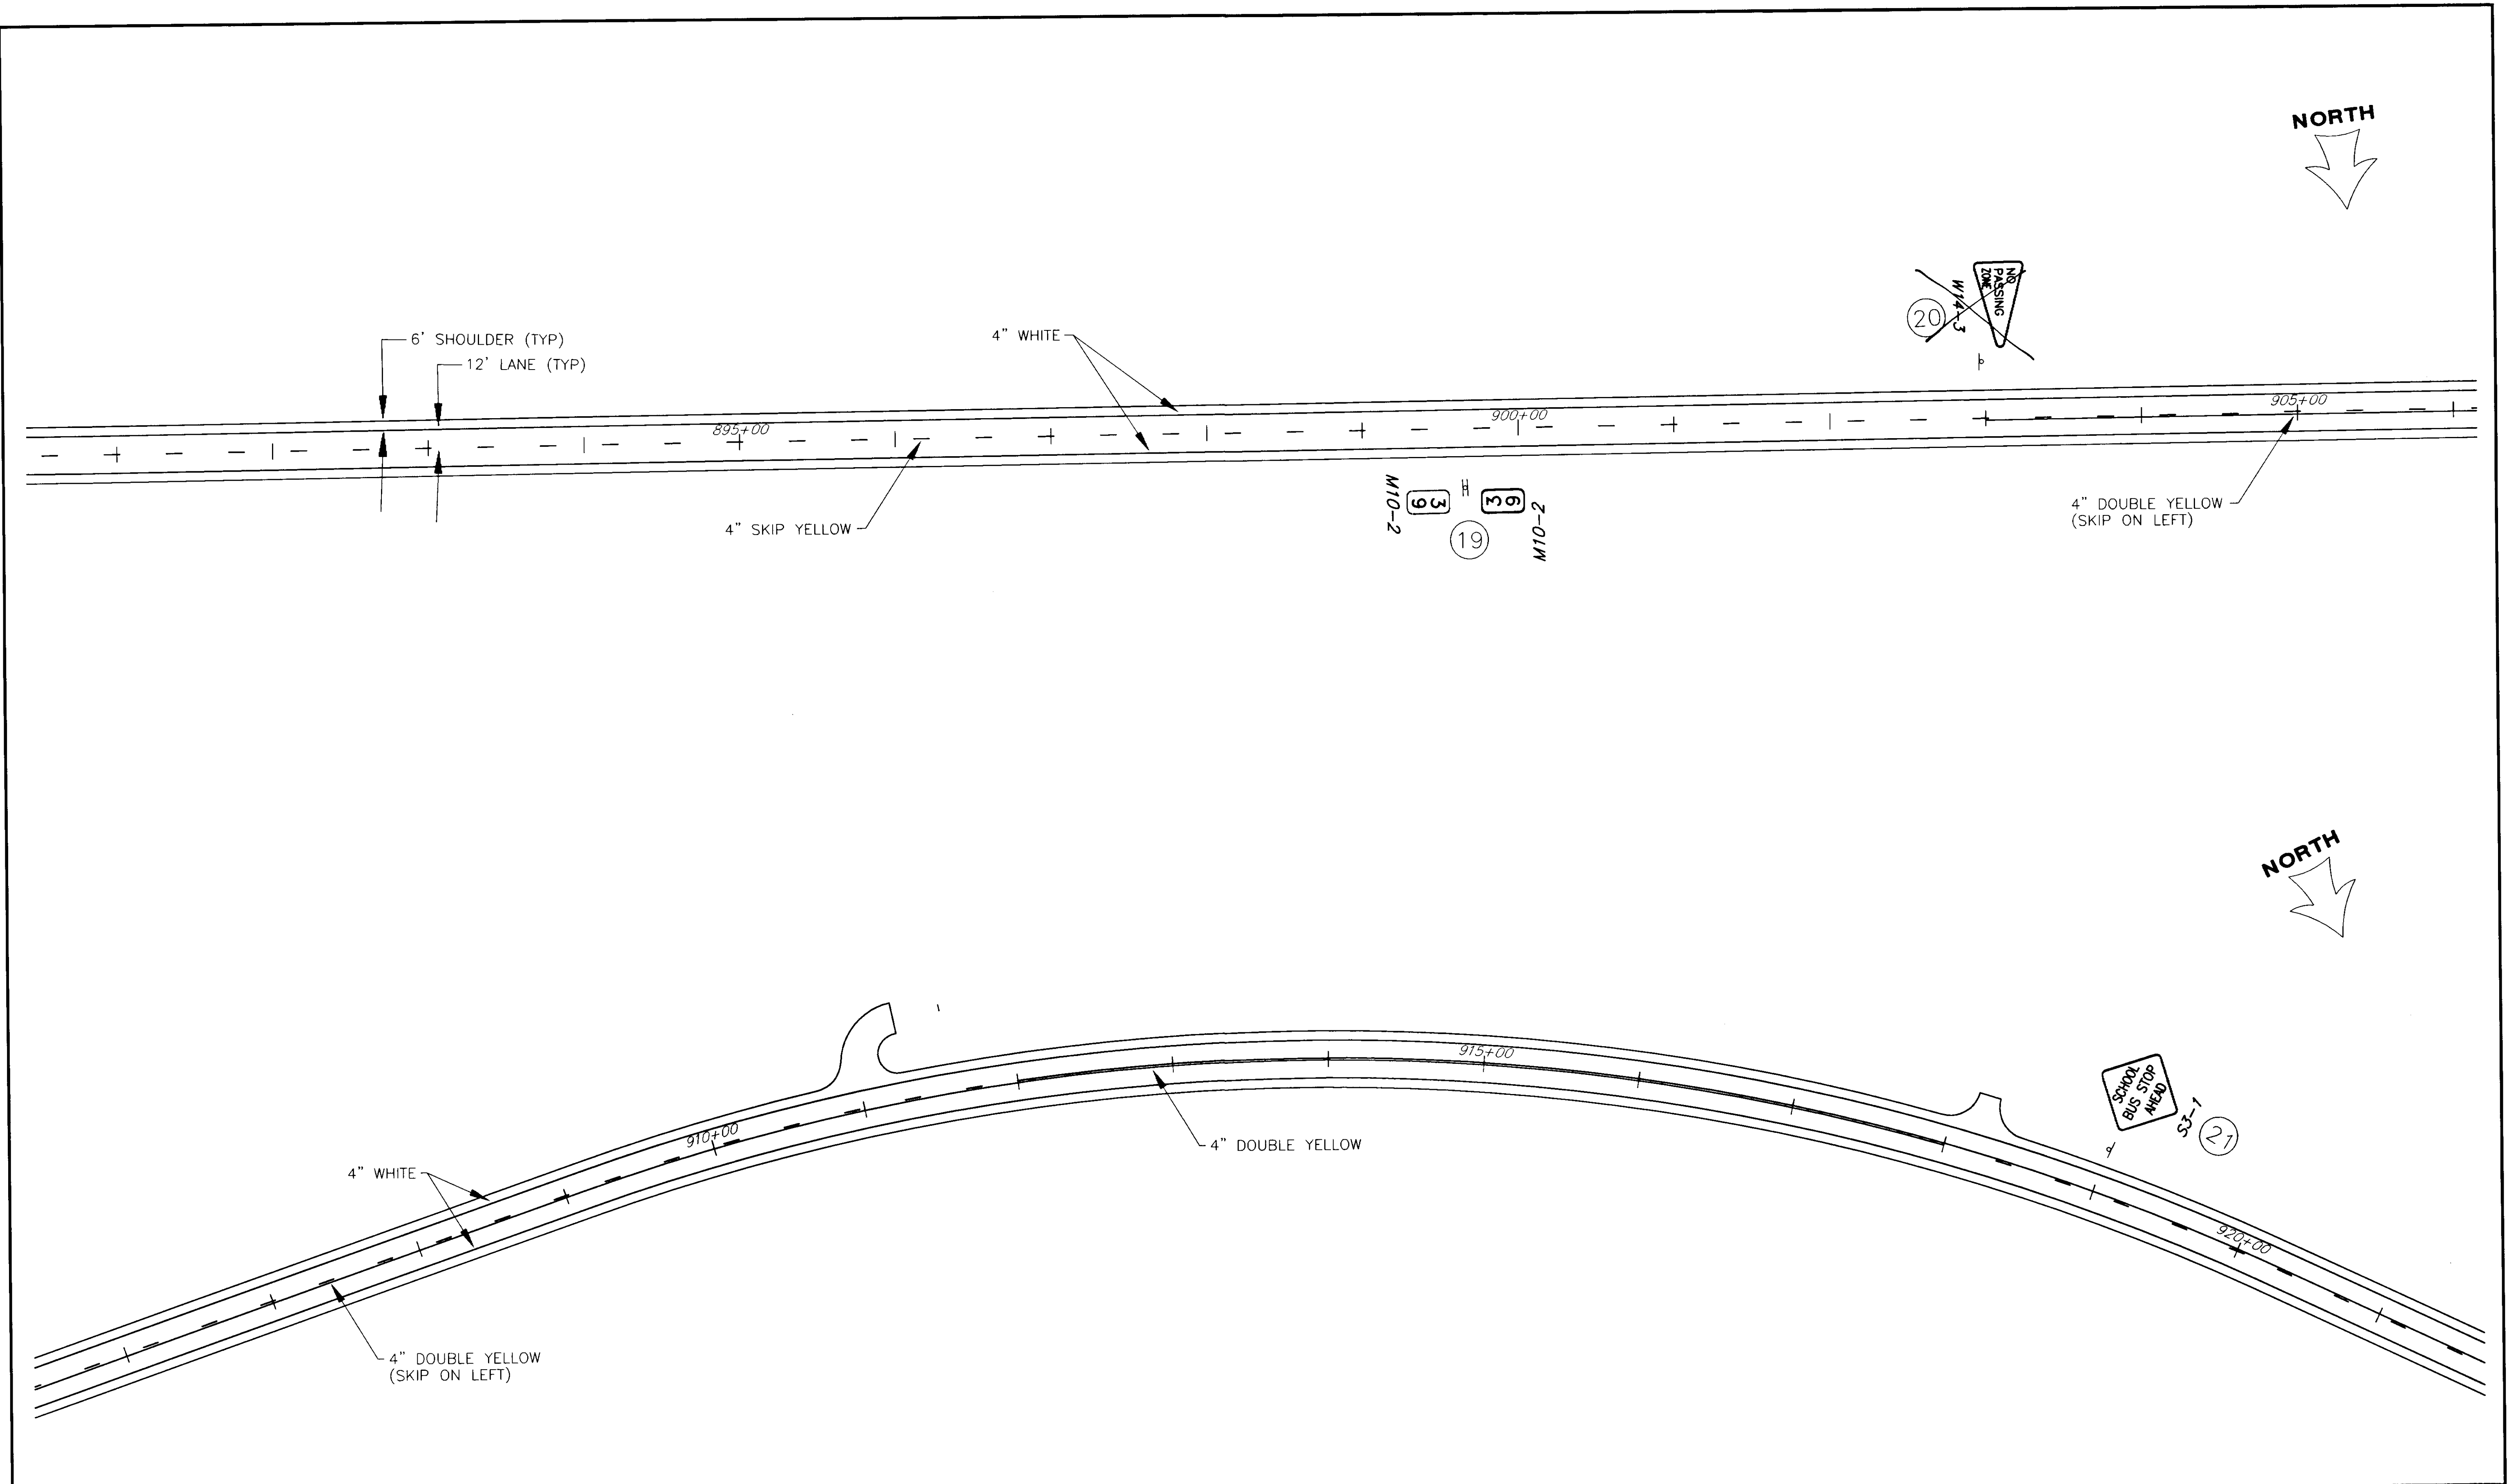 NORTH
NO
PASSING
ZONE
W14-3
20
6' SHOULDER (TYP)
12' LANE (TYP)
4" WHITE
895+00
900+00
905+00
4" SKIP YELLOW
M10-2
39
39
M10-2
19
4" DOUBLE YELLOW
(SKIP ON LEFT)
NORTH
915+00
SCHOOL
BUS STOP
AHEAD
S3-1
21
910+00
4" DOUBLE YELLOW
4" WHITE
920+00
4" DOUBLE YELLOW
(SKIP ON LEFT)